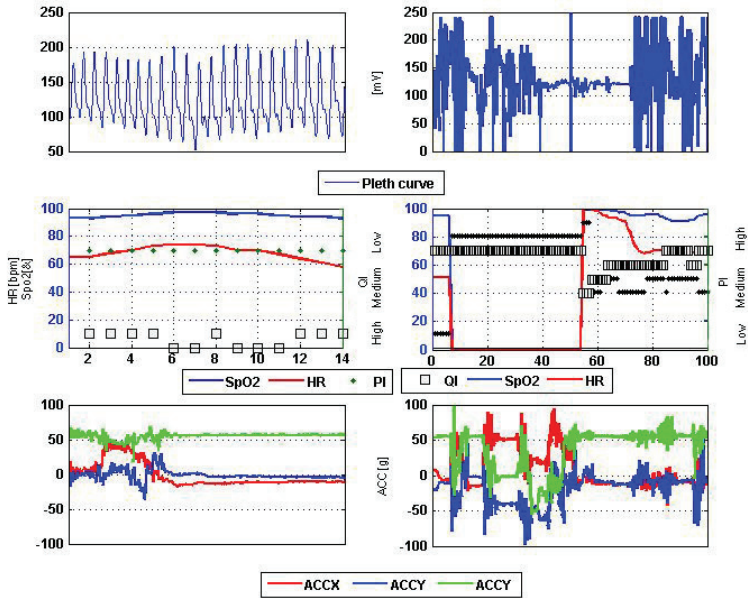 250
200
150
100
50
[mV]
250
200
150
100
50
0
Pleth curve
HR [bpm]
Spo2[&]
100
80
60
40
20
0
2 4 6 8 10 12 14
High Medium Low
QI
100
80
60
40
20
0
0 20 40 60 80 100
Low Medium High
PI
SpO2 HR PI
QI SpO2 HR
100
50
0
-50
-100
ACC [g]
100
50
0
-50
-100
ACCX ACCY ACCY